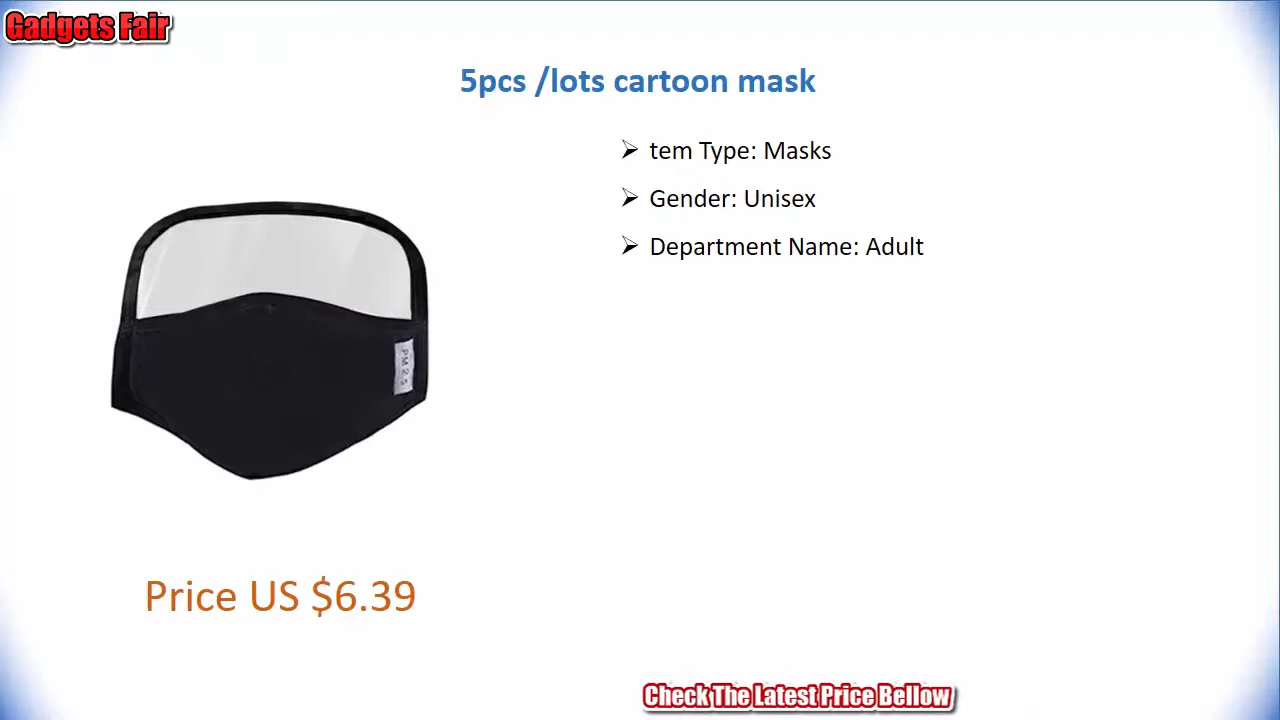 Gadgets Fair
5pcs /lots cartoon mask
tem Type: Masks
Gender: Unisex
Department Name: Adult
PM2.5
Price US $6.39
Check The Latest Price Bellow